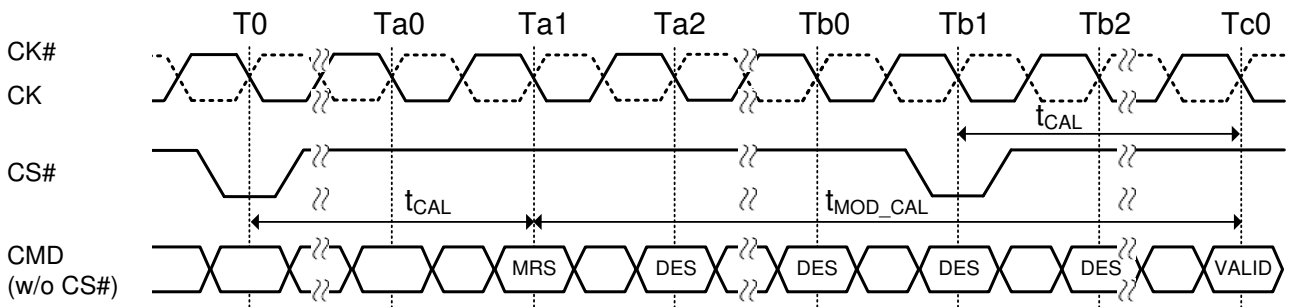 T0 Ta0 Ta1 Ta2 Tb0 Tb1 Tb2 Tc0
CK#
CK
tCAL
CS#
tCAL tMOD_CAL
CMD MRS DES DES DES DES VALID
(w/o CS#)